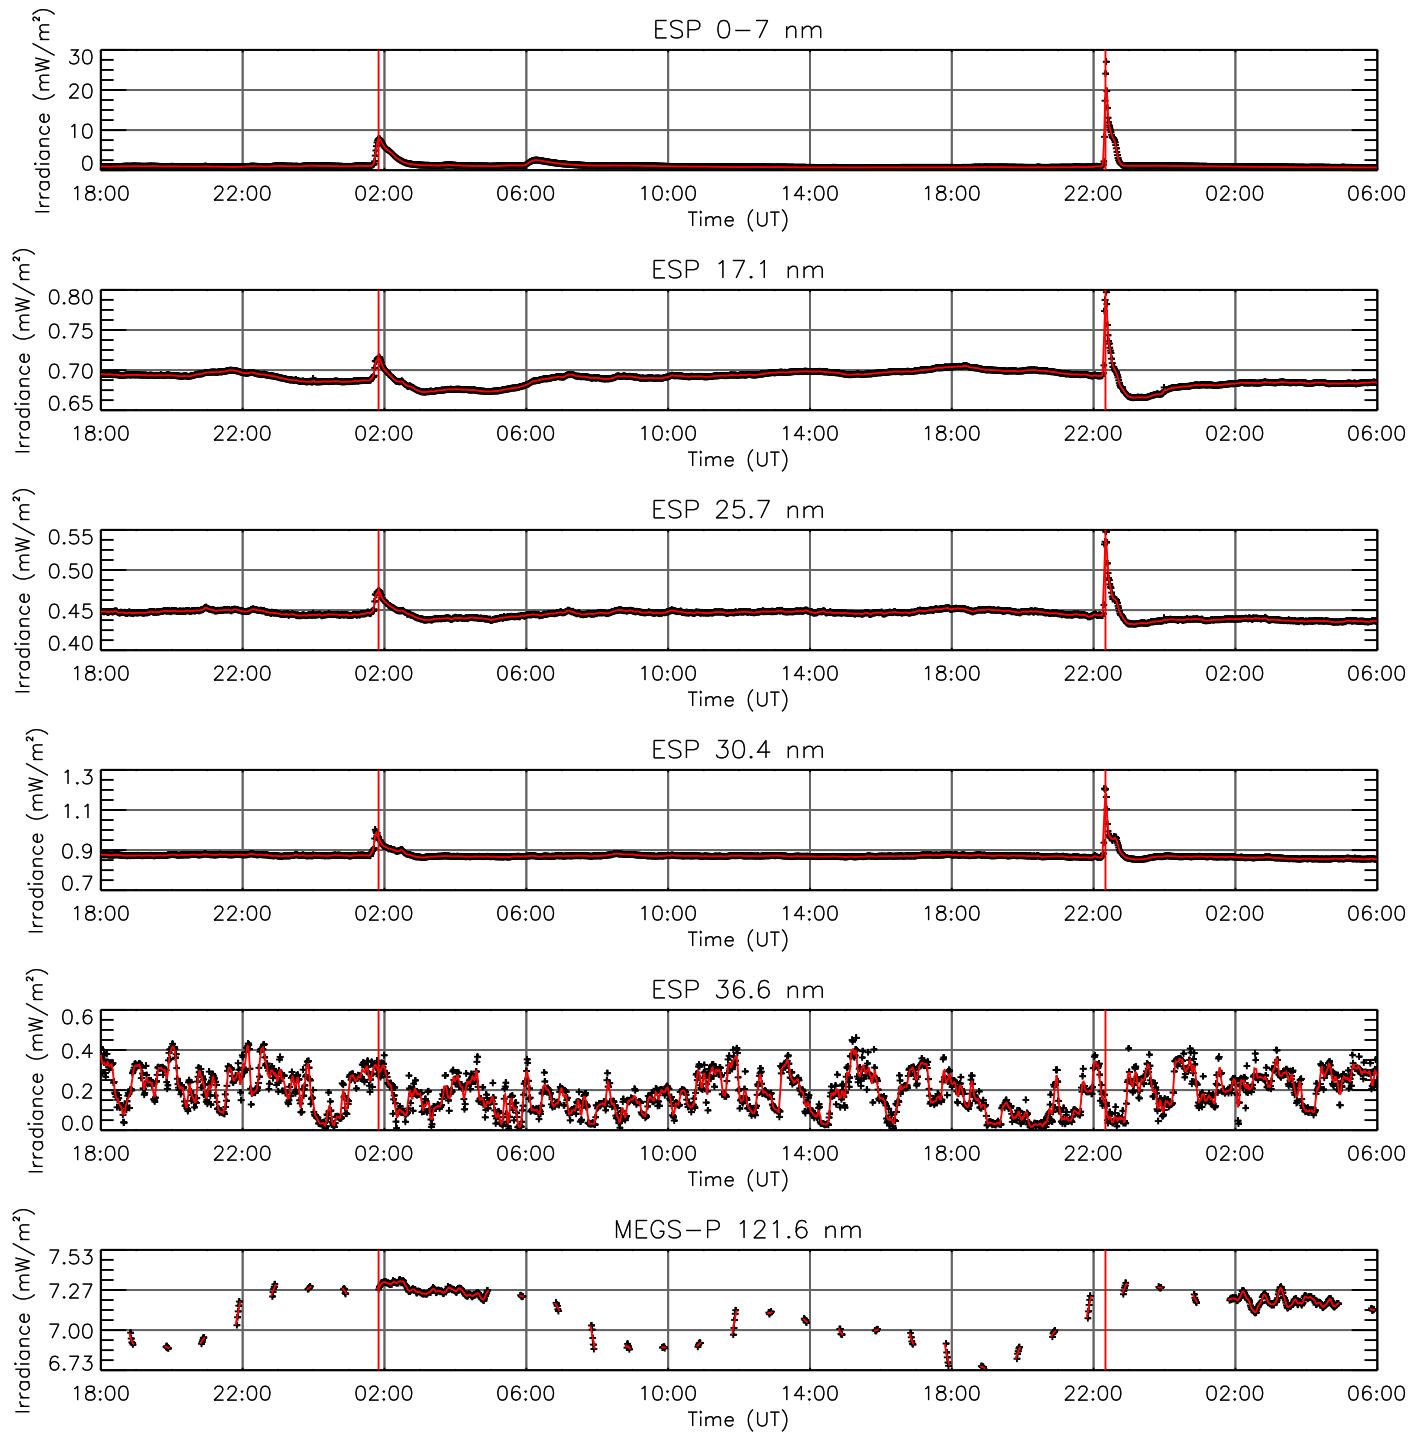 ESP 0-7 nm
Irradiance (mW/m²)
30
20
10
0
18:00 22:00 02:00 06:00 10:00 14:00 18:00 22:00 02:00 06:00
Time (UT)
ESP 17.1 nm
Irradiance (mW/m²)
0.80
0.75
0.70
0.65
18:00 22:00 02:00 06:00 10:00 14:00 18:00 22:00 02:00 06:00
Time (UT)
ESP 25.7 nm
Irradiance (mW/m²)
0.55
0.50
0.45
0.40
18:00 22:00 02:00 06:00 10:00 14:00 18:00 22:00 02:00 06:00
Time (UT)
ESP 30.4 nm
Irradiance (mW/m²)
1.3
1.1
0.9
0.7
18:00 22:00 02:00 06:00 10:00 14:00 18:00 22:00 02:00 06:00
Time (UT)
ESP 36.6 nm
Irradiance (mW/m²)
0.6
0.4
0.2
0.0
18:00 22:00 02:00 06:00 10:00 14:00 18:00 22:00 02:00 06:00
Time (UT)
MEGS-P 121.6 nm
Irradiance (mW/m²)
7.53
7.27
7.00
6.73
18:00 22:00 02:00 06:00 10:00 14:00 18:00 22:00 02:00 06:00
Time (UT)